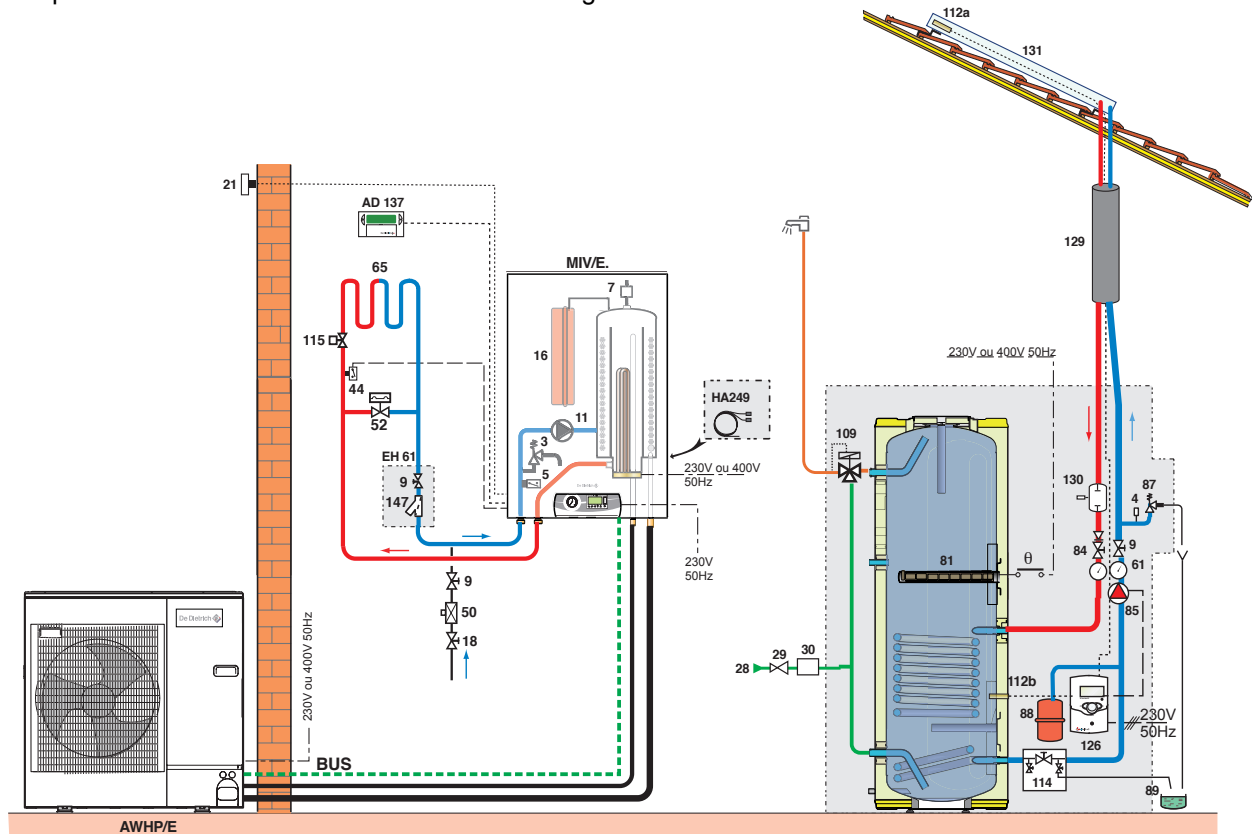 112a
131
21
AD 137
129
MIV/E.
7
65
16
115
44
52
11
HA249
3
5
230V ou 400V
50Hz
230V ou 400V 50Hz
109
EH 61
9
147
De Dietrich
230V
50Hz
130
4
87
84
9
61
85
81
θ
9
50
18
De Dietrich
230V ou 400V 50Hz
28
29
30
112b
88
126
230V
50Hz
BUS
114
89
AWHP/E